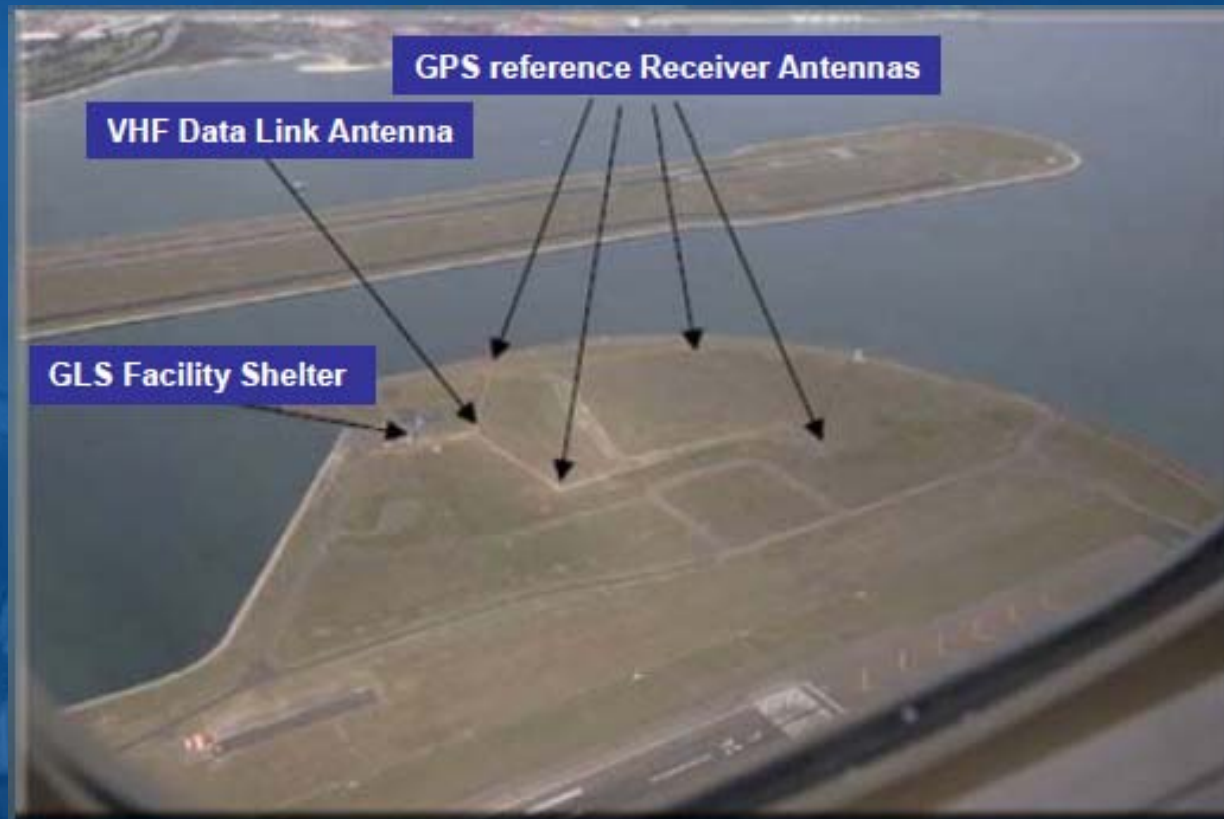 GPS reference Receiver Antennas
VHF Data Link Antenna
GLS Facility Shelter